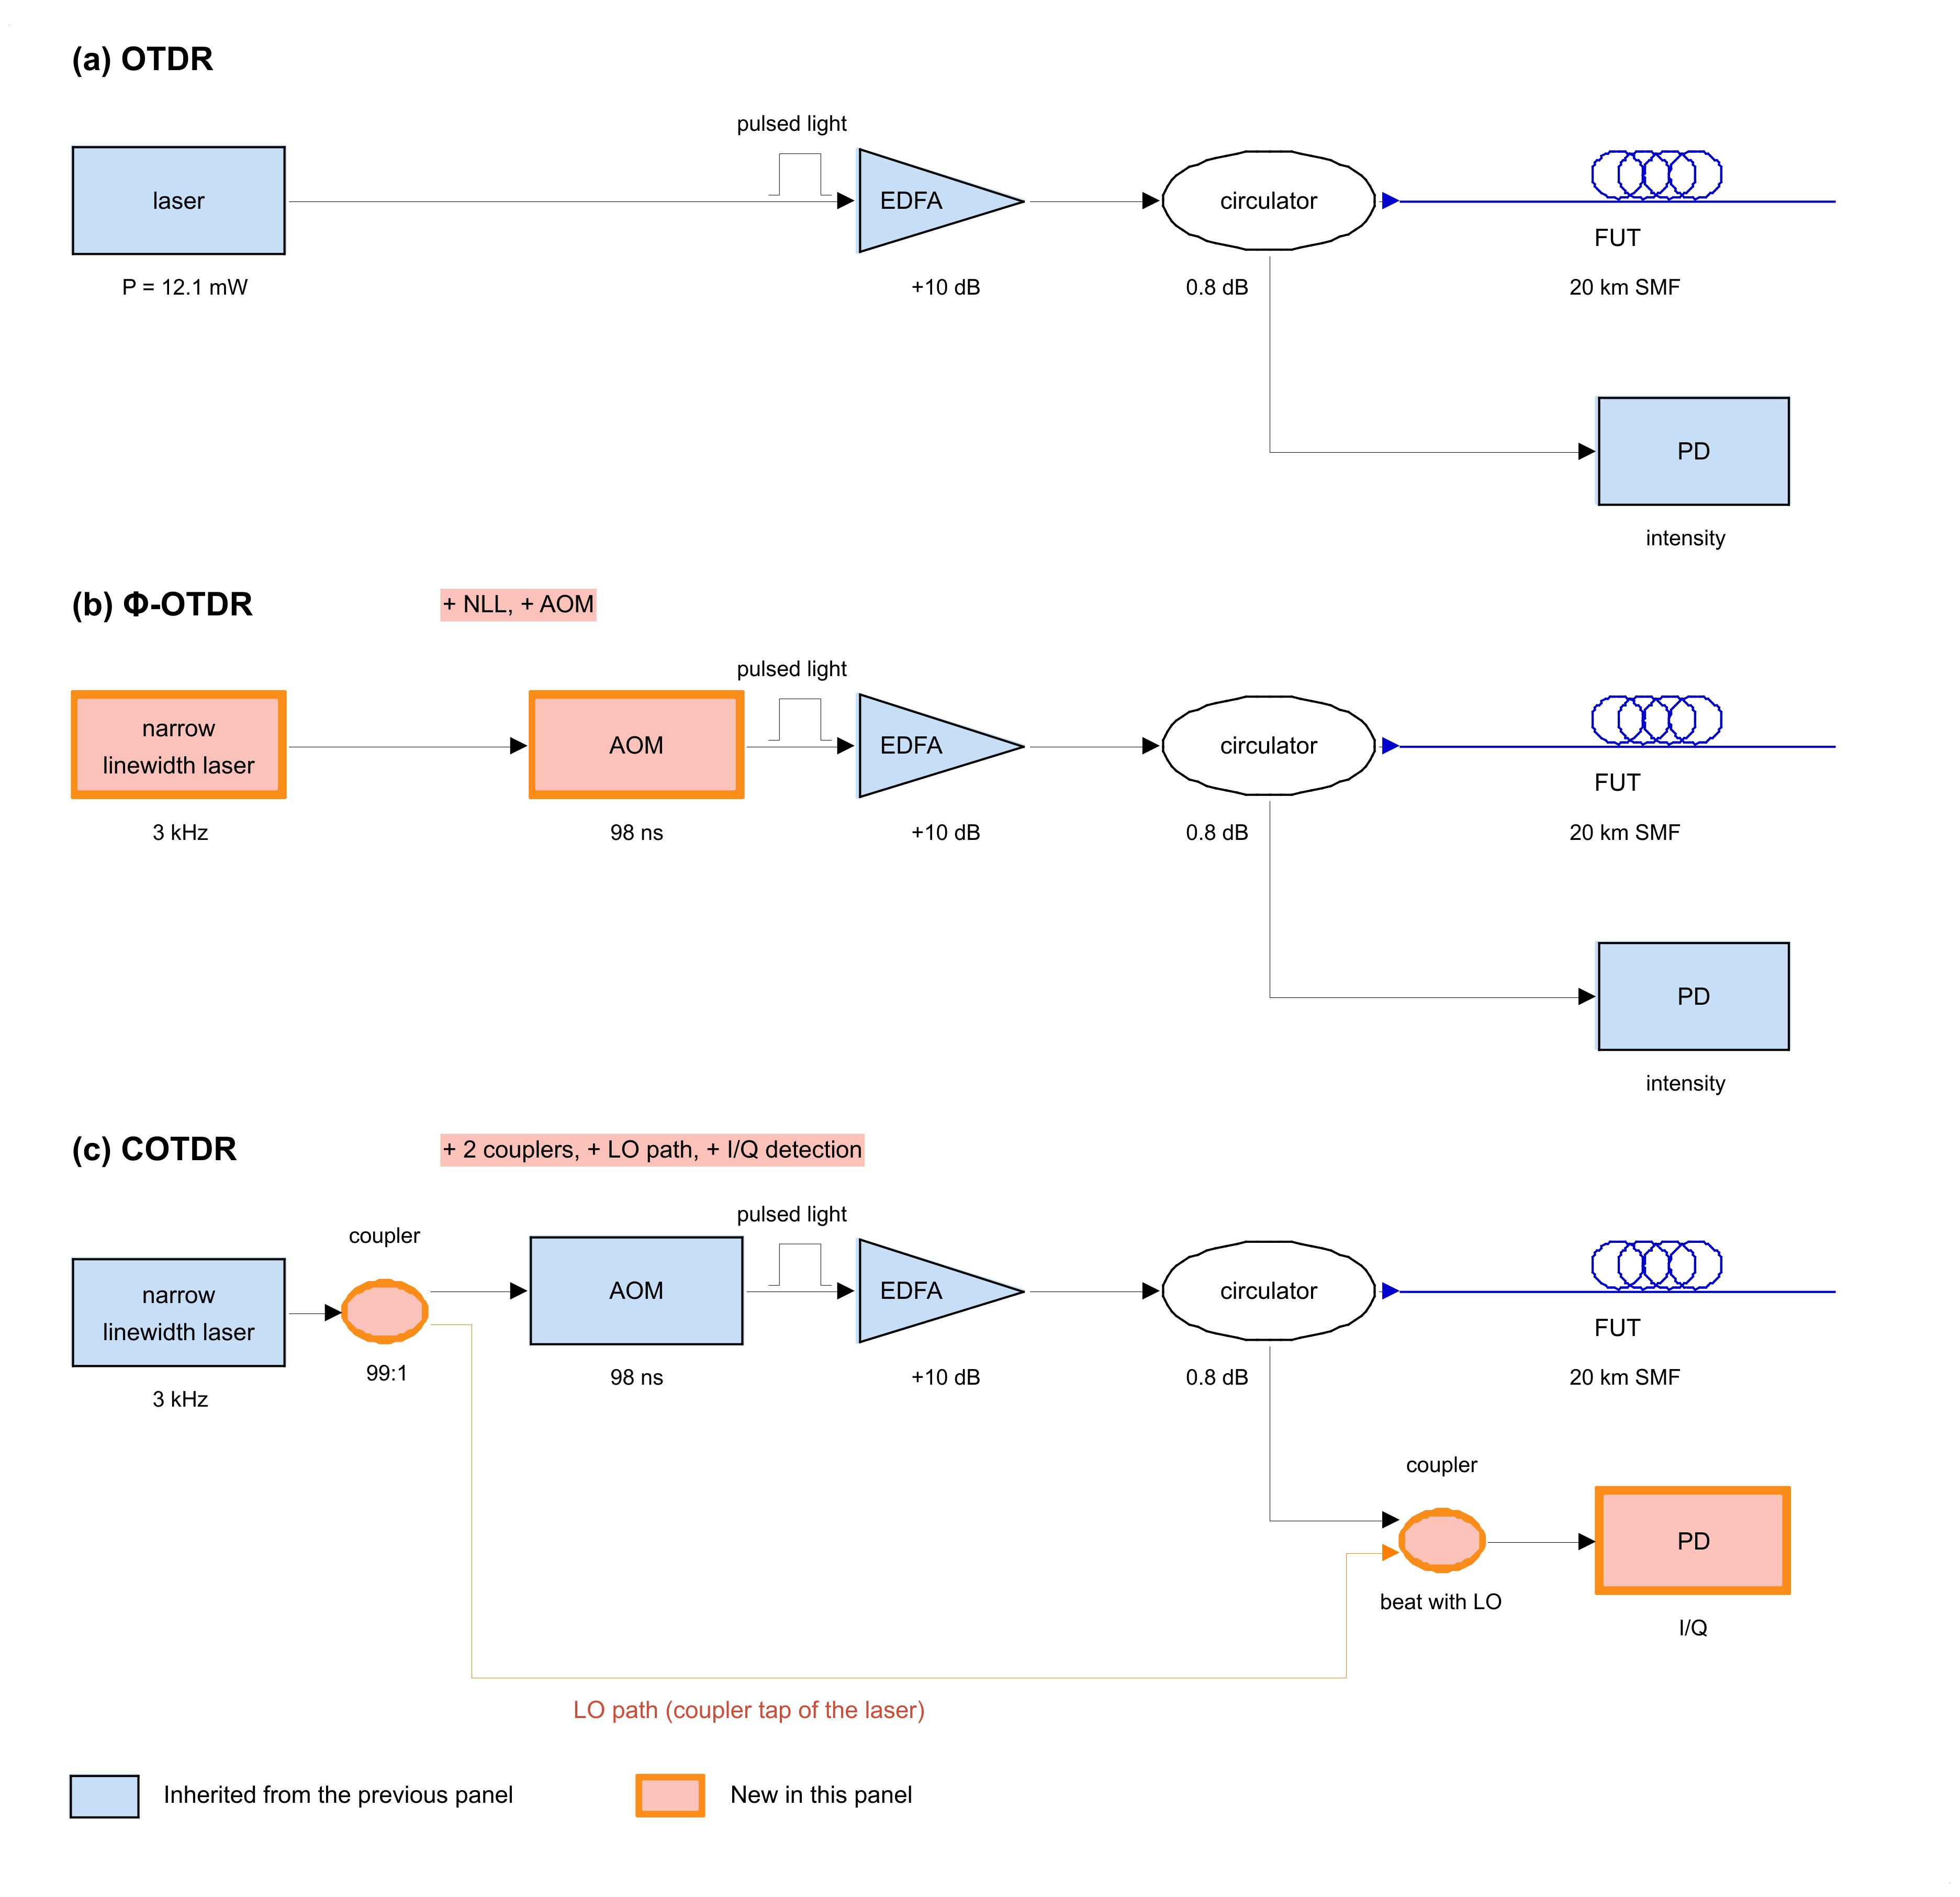 (a) OTDR
pulsed light
laser
EDFA
circulator
FUT
P = 12.1 mW
+10 dB
0.8 dB
20 km SMF
PD
intensity
(b) Φ-OTDR
+ NLL, + AOM
pulsed light
narrow
linewidth laser
AOM
EDFA
circulator
FUT
3 kHz
98 ns
+10 dB
0.8 dB
20 km SMF
PD
intensity
(c) COTDR
+ 2 couplers, + LO path, + I/Q detection
pulsed light
coupler
narrow
linewidth laser
AOM
EDFA
circulator
FUT
99:1
3 kHz
98 ns
+10 dB
0.8 dB
20 km SMF
coupler
PD
beat with LO
I/Q
LO path (coupler tap of the laser)
Inherited from the previous panel
New in this panel